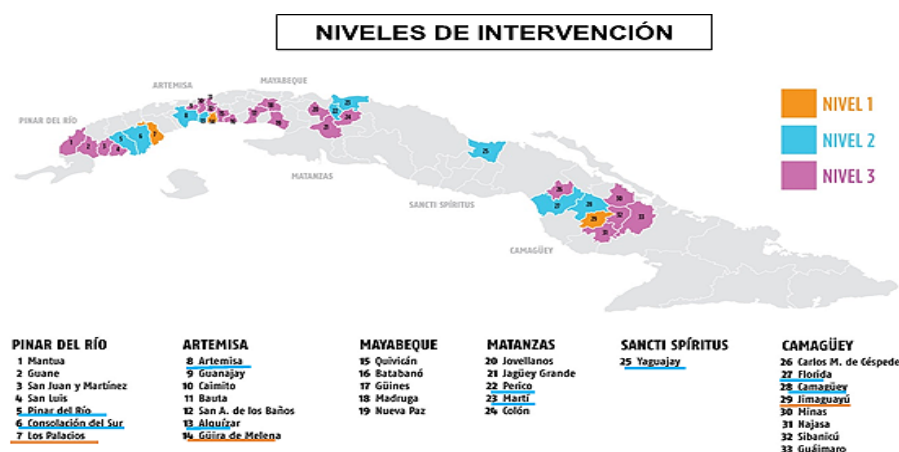 NIVELES DE INTERVENCIÓN
ARTEMISA
MAYABEQUE
PINAR DEL RÍO
MATANZAS
SANCTI SPÍRITUS
CAMAGÜEY
NIVEL 1
NIVEL 2
NIVEL 3
PINAR DEL RÍO
1 Mantua
2 Guane
3 San Juan y Martínez
4 San Luis
5 Pinar del Río
6 Consolación del Sur
7 Los Palacios
ARTEMISA
8 Artemisa
9 Guanajay
10 Caimito
11 Bauta
12 San A. de los Baños
13 Alquízar
14 Güira de Melena
MAYABEQUE
15 Quivicán
16 Batabanó
17 Güines
18 Madruga
19 Nueva Paz
MATANZAS
20 Jovellanos
21 Jagüey Grande
22 Perico
23 Martí
24 Colón
SANCTI SPÍRITUS
25 Yaguajay
CAMAGÜEY
26 Carlos M. de Céspede
27 Florida
28 Camagüey
29 Jimaguayú
30 Minas
31 Najasa
32 Sibanicú
33 Guáimaro